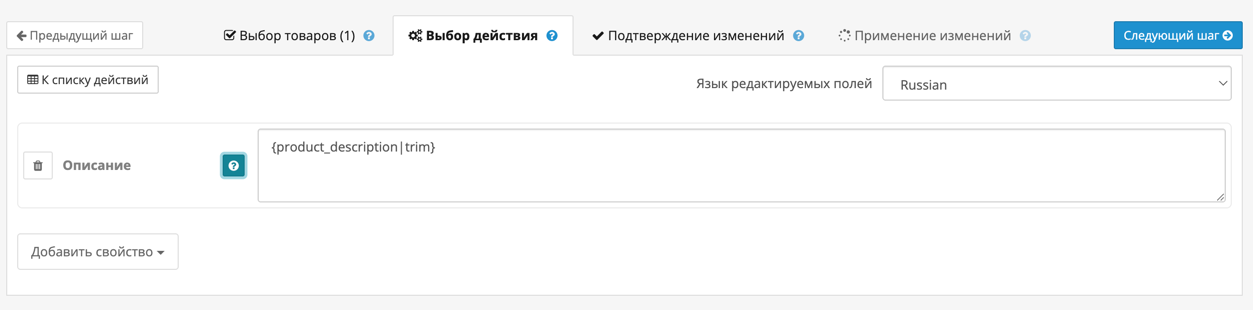 Предыдущий шаг
Выбор товаров (1)
Выбор действия
Подтверждение изменений
Применение изменений
Следующий шаг
К списку действий
Язык редактируемых полей
Russian
Описание
{product_description|trim}
Добавить свойство